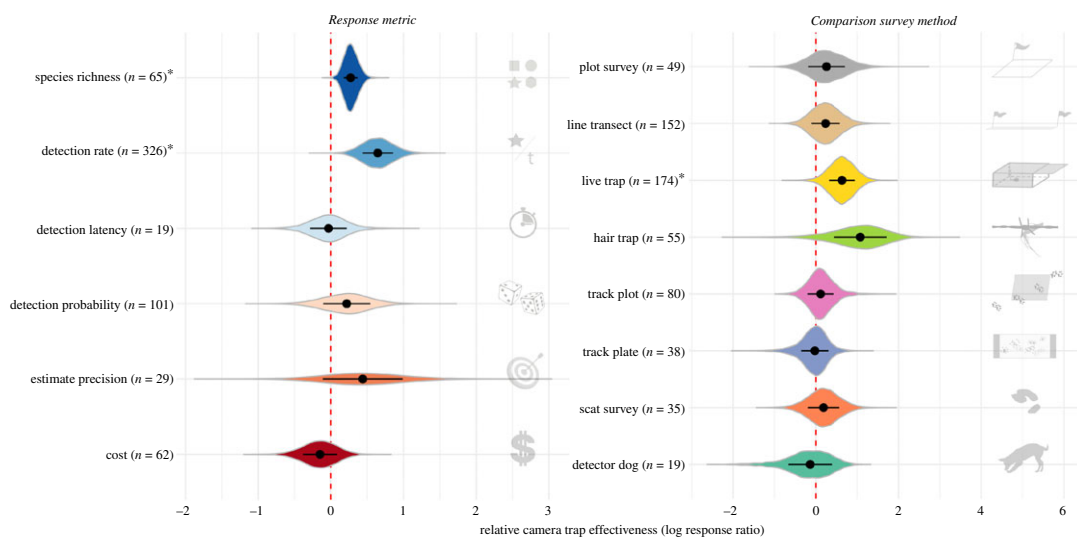 Response metric
species richness (n = 65)*
detection rate (n = 326)*
detection latency (n = 19)
detection probability (n = 101)
estimate precision (n = 29)
cost (n = 62)
t
$
−2 −1 0 1 2 3
Comparison survey method
plot survey (n = 49)
line transect (n = 152)
live trap (n = 174)*
hair trap (n = 55)
track plot (n = 80)
track plate (n = 38)
scat survey (n = 35)
detector dog (n = 19)
−2 0 2 4 6
relative camera trap effectiveness (log response ratio)